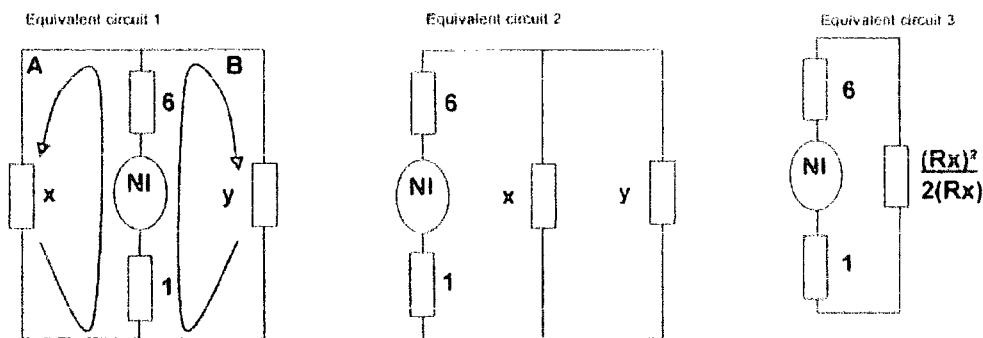 Equivalent circuit 1
A
B
6
x
NI
y
1
Equivalent circuit 2
6
NI
x
y
1
Equivalent circuit 3
6
NI
(Rx)²
2(Rx)
1